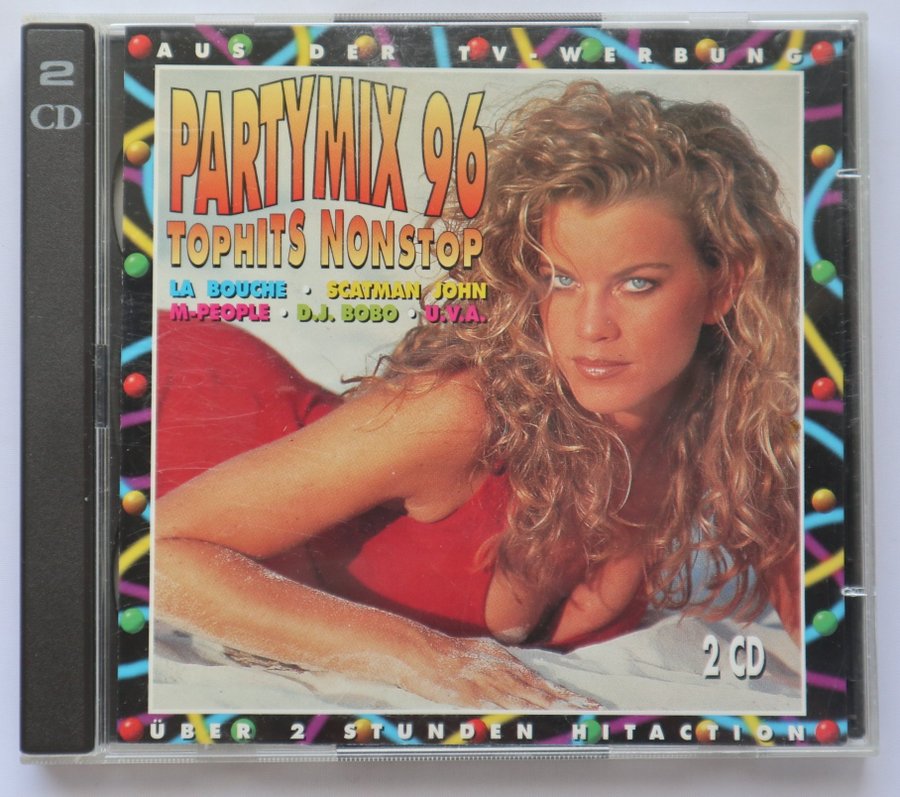 2
CD
AUS DER TV-WERBUNG
PARTYMIX 96
TOPHITS NONSTOP
LA BOUCHE · SCATMAN JOHN
M-PEOPLE · D.J. BOBO · U.V.A.
2 CD
ÜBER 2 STUNDEN HITACTION